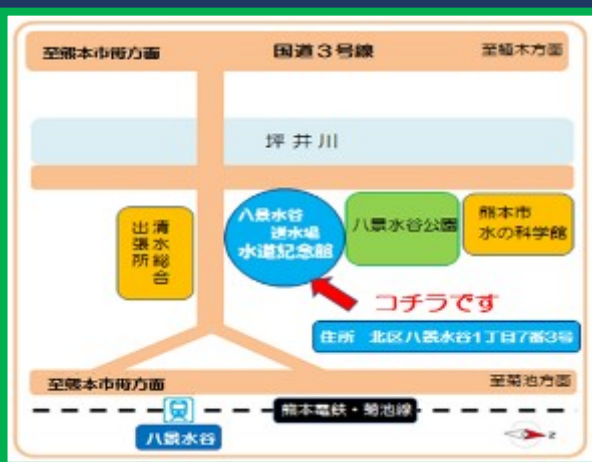 至熊本市街方面 国道3号線 至植木方面
坪井川
清水総合
出張所
八景水谷
送水場
水道記念館
八景水谷公園
熊本市
水の科学館
コチラです
住所 北区八景水谷1丁目7番3号
至熊本市街方面 至菊池方面
熊本電鉄・菊池線
八景水谷
z